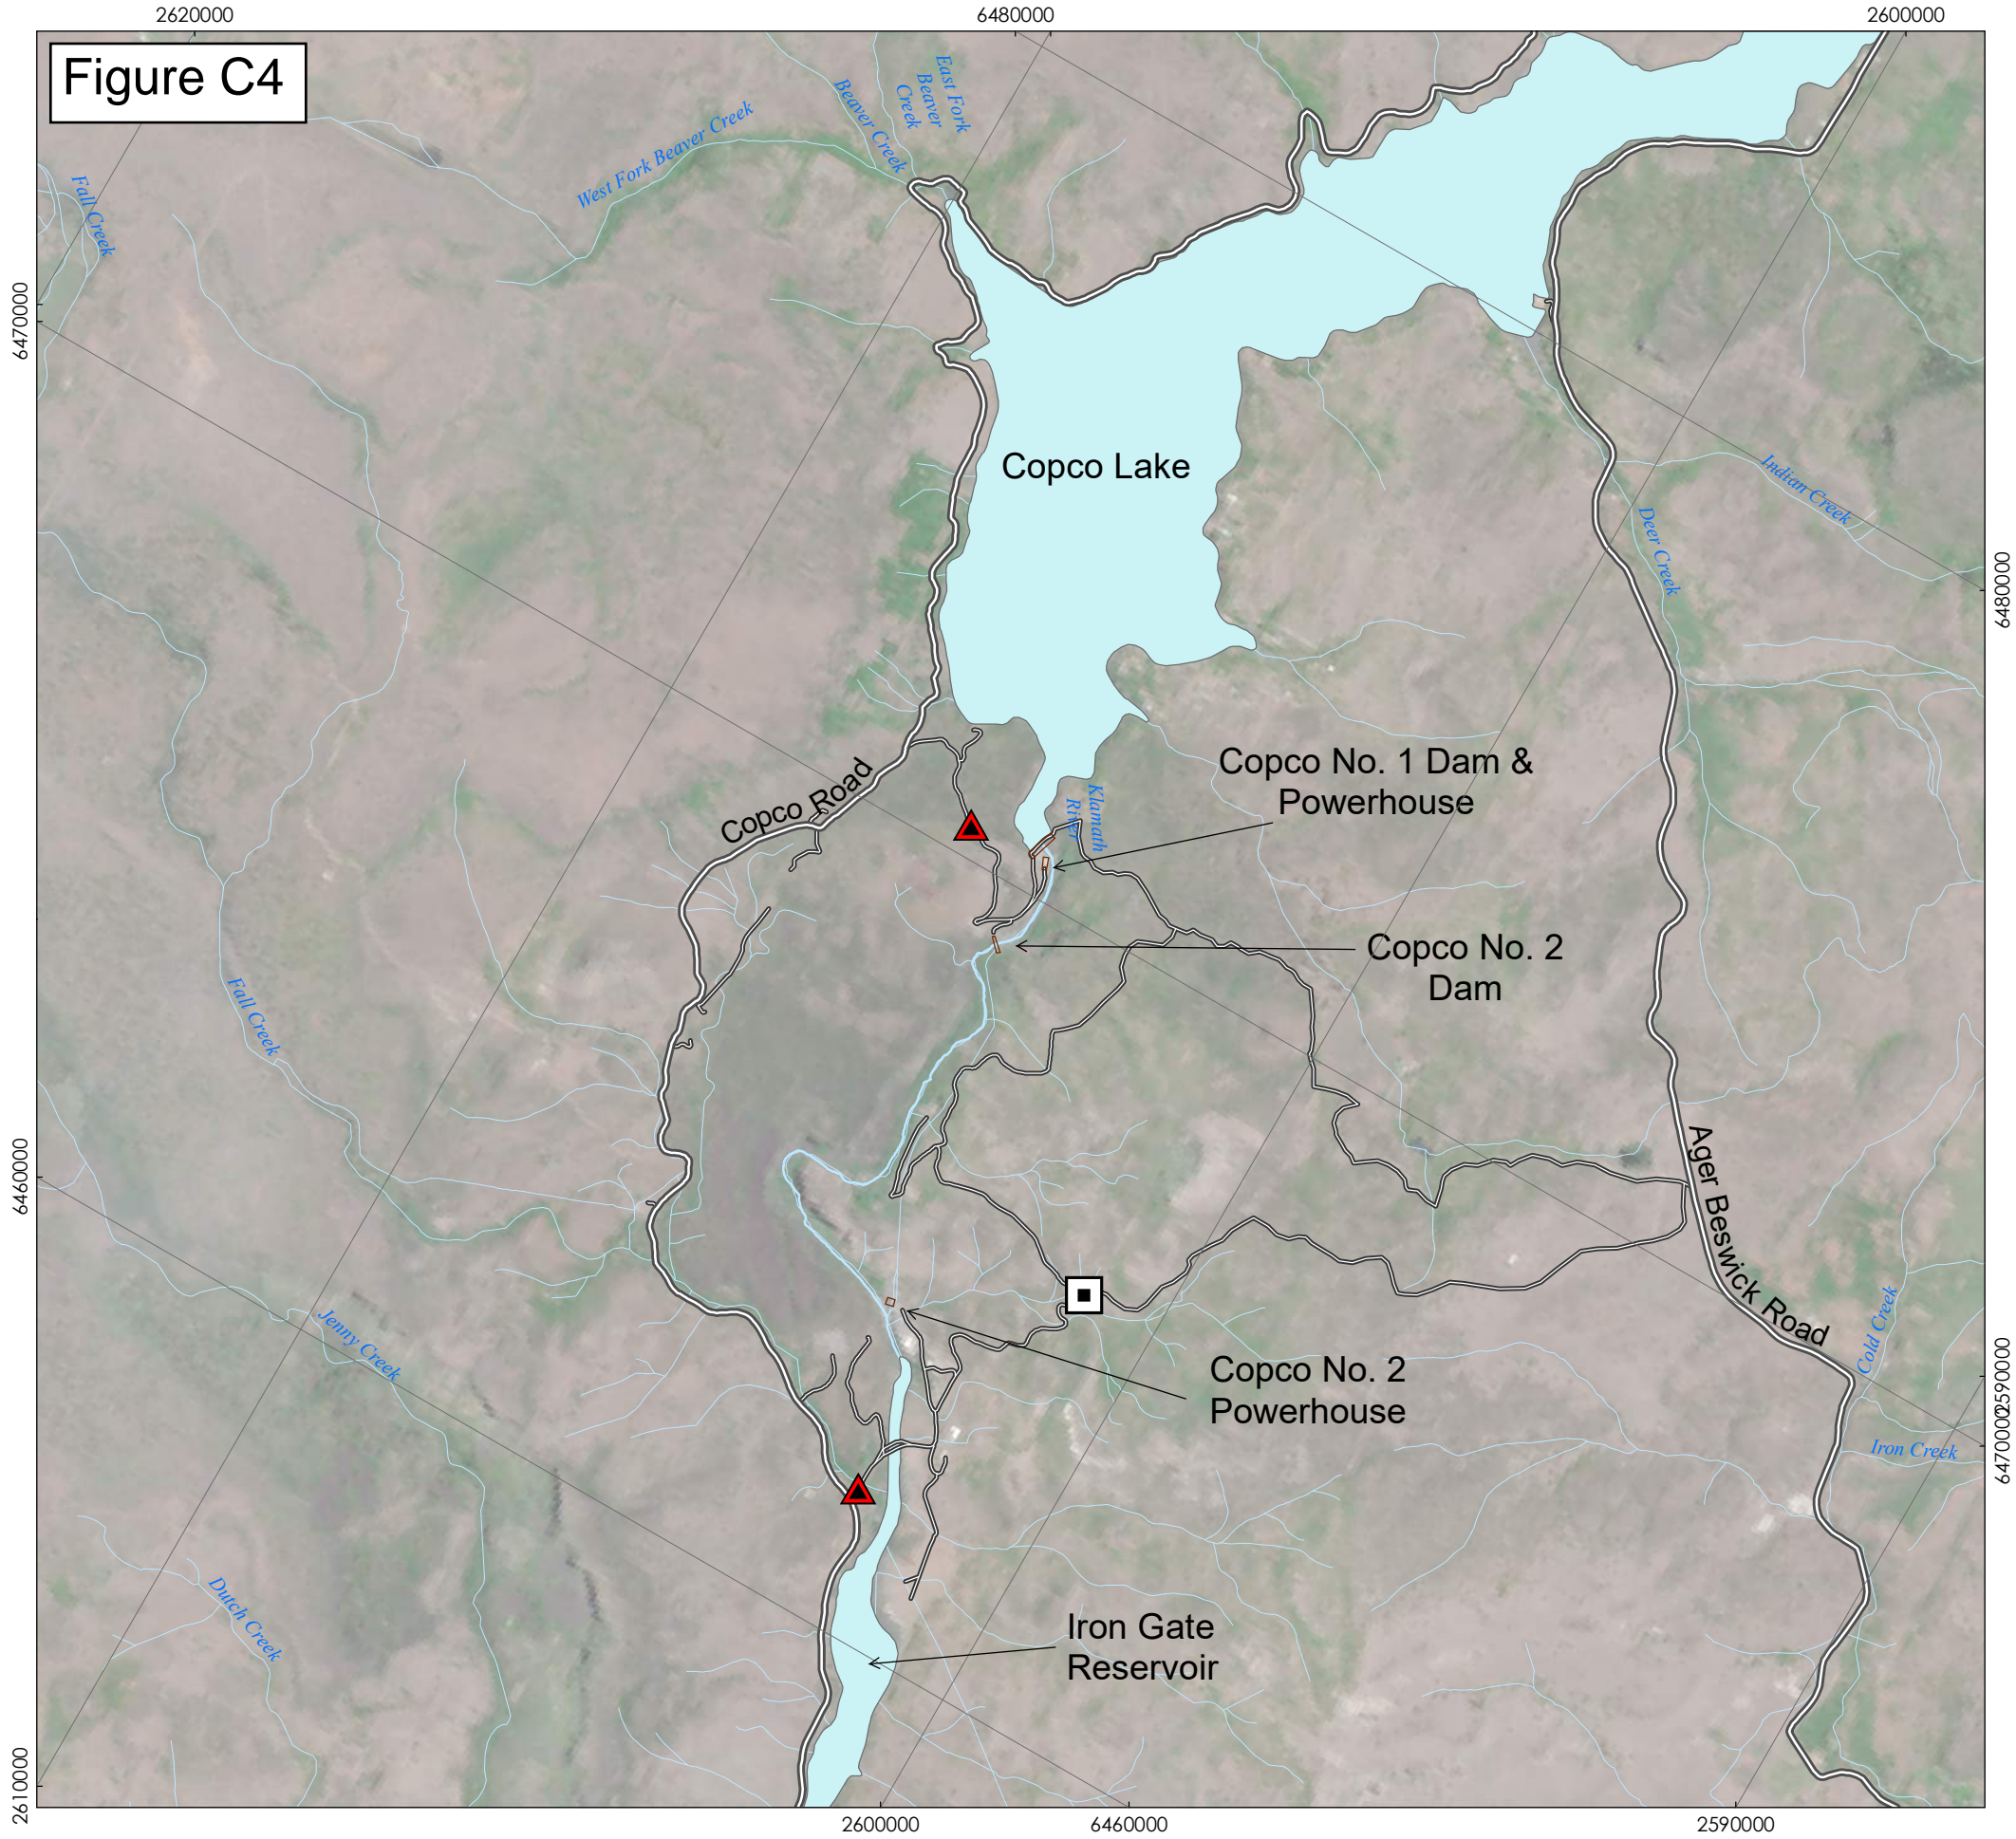 2620000
6480000
2600000
Figure C4
Fall Creek
West Fork Beaver Creek
Beaver Creek
East Fork
Beaver
Creek
6470000
Copco Lake
Indian Creek
Deer Creek
6480000
Copco Road
Klamath
River
Copco No. 1 Dam &
Powerhouse
Copco No. 2
Dam
Fall Creek
6460000
Ager Beswick Road
Jenny Creek
Cold Creek
Copco No. 2
Powerhouse
2590000
6470000
Iron Creek
Dutch Creek
Iron Gate
Reservoir
2610000
2600000
6460000
2590000